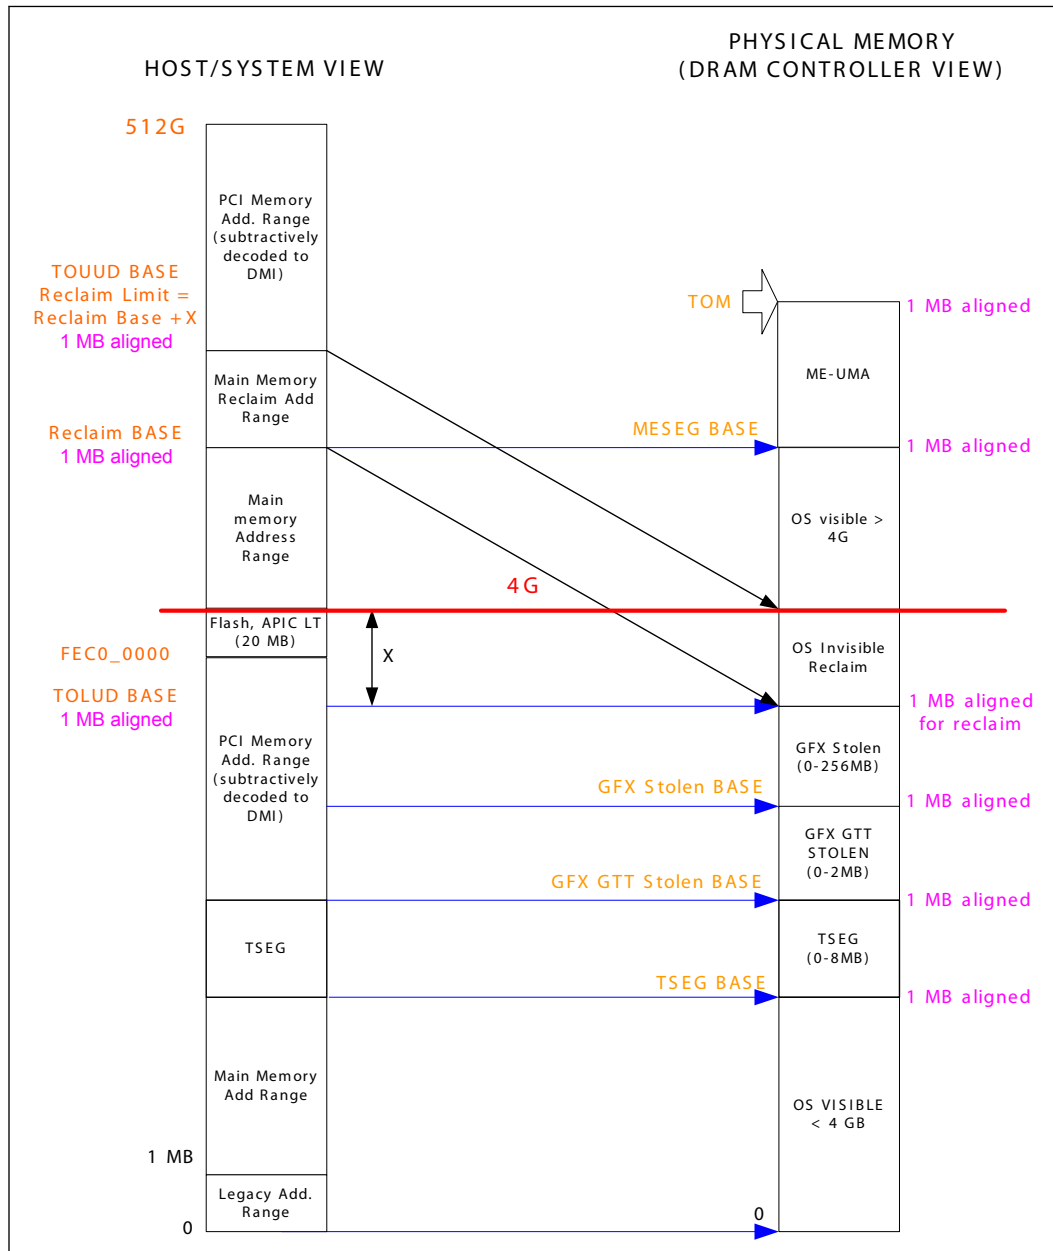 HOST/SYSTEM VIEW
PHYSICAL MEMORY
(DRAM CONTROLLER VIEW)
512G
PCI Memory
Add. Range
(subtractively
decoded to
DMI)
TOUUD BASE
Reclaim Limit =
Reclaim Base +X
1 MB aligned
TOM
1 MB aligned
ME-UMA
Main Memory
Reclaim Add
Range
Reclaim BASE
1 MB aligned
MESEG BASE
1 MB aligned
Main
memory
Address
Range
OS visible >
4G
4G
Flash, APIC LT
(20 MB)
FEC0_0000
X
OS Invisible
Reclaim
TOLUD BASE
1 MB aligned
1 MB aligned
for reclaim
PCI Memory
Add. Range
(subtractively
decoded to
DMI)
GFX Stolen
(0-256MB)
GFX Stolen BASE
1 MB aligned
GFX GTT
STOLEN
(0-2MB)
GFX GTT Stolen BASE
1 MB aligned
TSEG
TSEG
(0-8MB)
TSEG BASE
1 MB aligned
Main Memory
Add Range
OS VISIBLE
< 4 GB
1 MB
Legacy Add.
Range
0
0